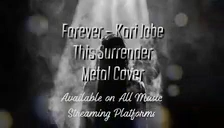 Forever - Kari Jobe
This Surrender
Metal Cover
Available on All Music
Streaming Platforms